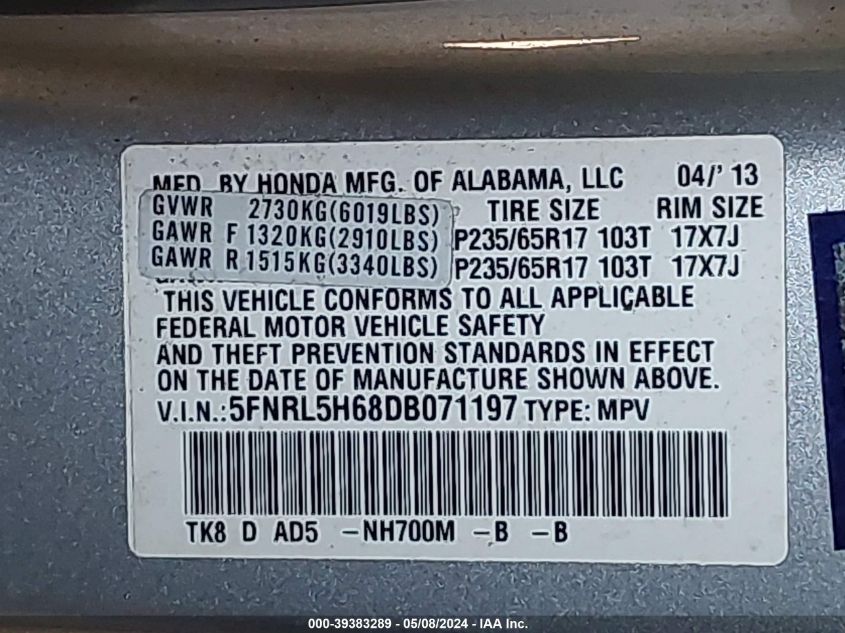 MFD. BY HONDA MFG. OF ALABAMA, LLC 04/' 13
GVWR 2730KG(6019LBS) TIRE SIZE RIM SIZE
GAWR F 1320KG(2910LBS) P235/65R17 103T 17X7J
GAWR R 1515KG(3340LBS) P235/65R17 103T 17X7J
THIS VEHICLE CONFORMS TO ALL APPLICABLE
FEDERAL MOTOR VEHICLE SAFETY
AND THEFT PREVENTION STANDARDS IN EFFECT
ON THE DATE OF MANUFACTURE SHOWN ABOVE.
V.I.N.: 5FNRL5H68DB071197 TYPE: MPV
TK8 D AD5 -NH700M -B -B
000-39383289 - 05/08/2024 - IAA Inc.